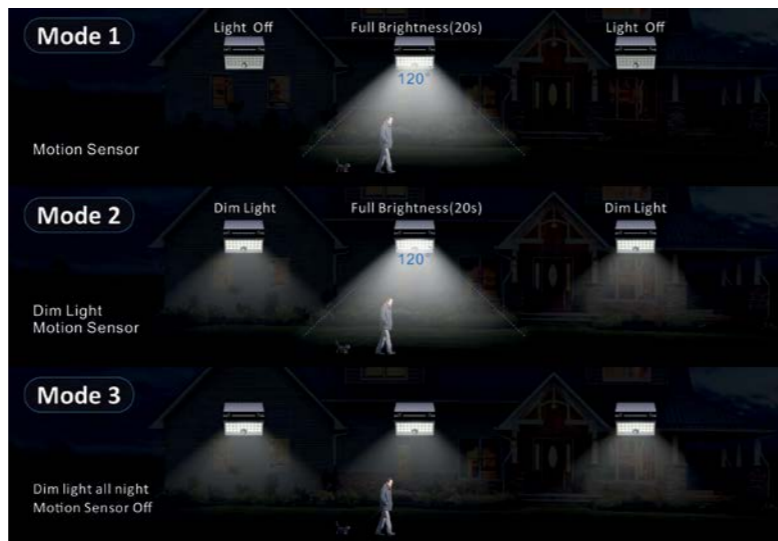 Mode 1
Light Off
Full Brightness(20s)
Light Off
120°
Motion Sensor
Mode 2
Dim Light
Full Brightness(20s)
Dim Light
120°
Dim Light
Motion Sensor
Mode 3
Dim light all night
Motion Sensor Off